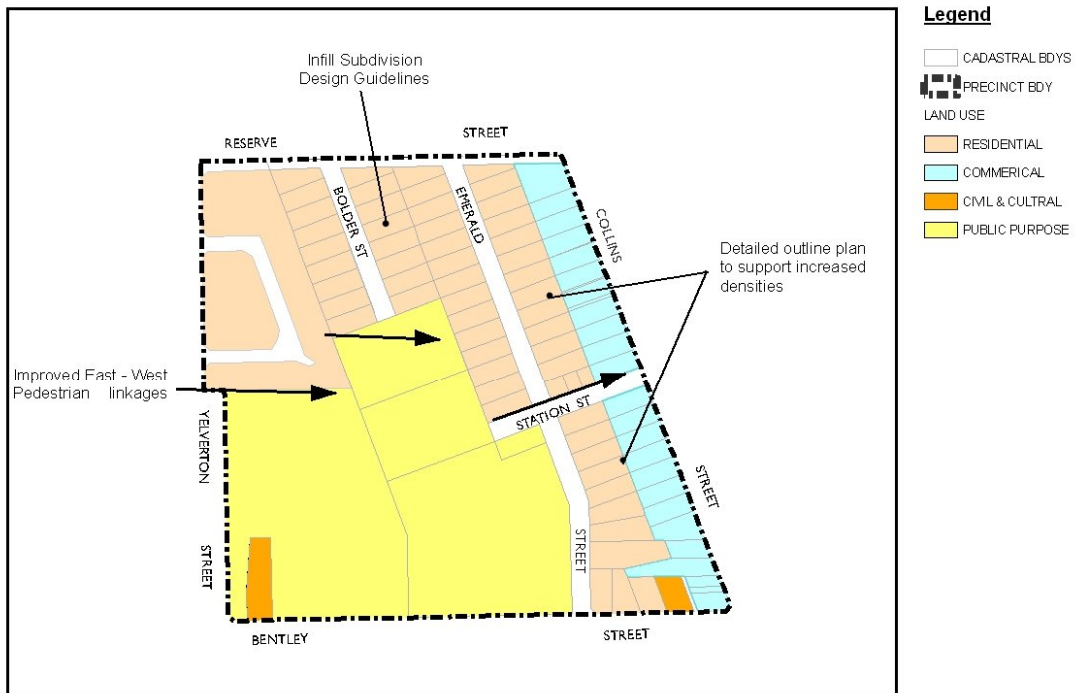 Legend
CADASTRAL BDYS
PRECINCT BDY
LAND USE
RESIDENTIAL
COMMERICAL
CIVIL & CULTRAL
PUBLIC PURPOSE
Infill Subdivision
Design Guidelines
RESERVE STREET
BOLDER ST
EMERALD
COLLINS
Detailed outline plan
to support increased
densities
Improved East - West
Pedestrian linkages
STATION ST
YELVERTON
STREET
STREET
STREET
BENTLEY STREET